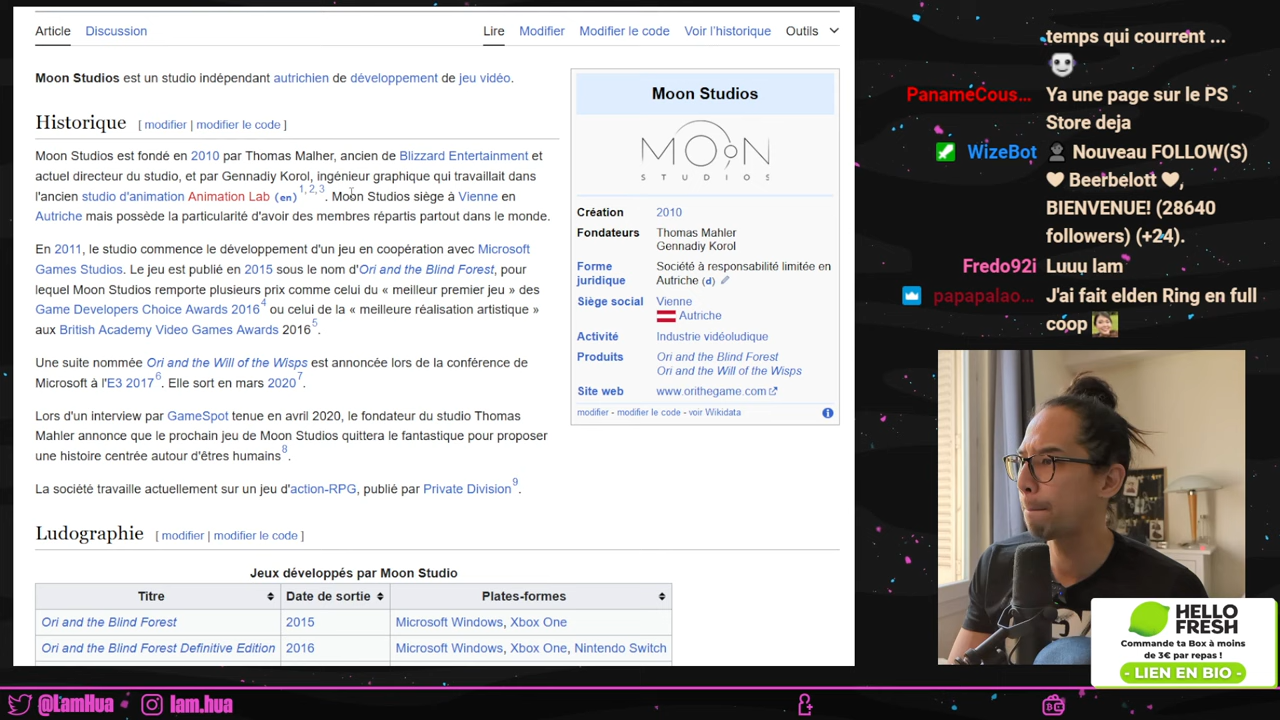 Article Discussion Lire Modifier Modifier le code Voir l'historique Outils
Moon Studios est un studio indépendant autrichien de développement de jeu vidéo.
Historique [ modifier | modifier le code ]
Moon Studios est fondé en 2010 par Thomas Malher, ancien de Blizzard Entertainment et
actuel directeur du studio, et par Gennadiy Korol, ingénieur graphique qui travaillait dans
l'ancien studio d'animation Animation Lab (en)1, 2, 3. Moon Studios siège à Vienne en
Autriche mais possède la particularité d'avoir des membres répartis partout dans le monde.
En 2011, le studio commence le développement d'un jeu en coopération avec Microsoft
Games Studios. Le jeu est publié en 2015 sous le nom d'Ori and the Blind Forest, pour
lequel Moon Studios remporte plusieurs prix comme celui du « meilleur premier jeu » des
Game Developers Choice Awards 20164 ou celui de la « meilleure réalisation artistique »
aux British Academy Video Games Awards 20165.
Une suite nommée Ori and the Will of the Wisps est annoncée lors de la conférence de
Microsoft à l'E3 20176. Elle sort en mars 20207.
Lors d'un interview par GameSpot tenue en avril 2020, le fondateur du studio Thomas
Mahler annonce que le prochain jeu de Moon Studios quittera le fantastique pour proposer
une histoire centrée autour d'êtres humains8.
La société travaille actuellement sur un jeu d'action-RPG, publié par Private Division9.
Ludographie [ modifier | modifier le code ]
Jeux développés par Moon Studio
Titre Date de sortie Plates-formes
Ori and the Blind Forest 2015 Microsoft Windows, Xbox One
Ori and the Blind Forest Definitive Edition 2016 Microsoft Windows, Xbox One, Nintendo Switch
Moon Studios
MOON
STUDIOS
Création 2010
Fondateurs Thomas Mahler
Gennadiy Korol
Forme juridique Société à responsabilité limitée en
Autriche (d)
Siège social Vienne
Autriche
Activité Industrie vidéoludique
Produits Ori and the Blind Forest
Ori and the Will of the Wisps
Site web www.orithegame.com
modifier - modifier le code - voir Wikidata
temps qui courrent ...
PanameCous... Ya une page sur le PS
Store deja
WizeBot Nouveau FOLLOW(S)
Beerbelott
BIENVENUE! (28640
followers) (+24).
Fredo92i Luuu lam
papapalao... J'ai fait elden Ring en full
coop
HELLO
FRESH
Commande ta Box à moins
de 3€ par repas !
- LIEN EN BIO -
@LamHua lam.hua